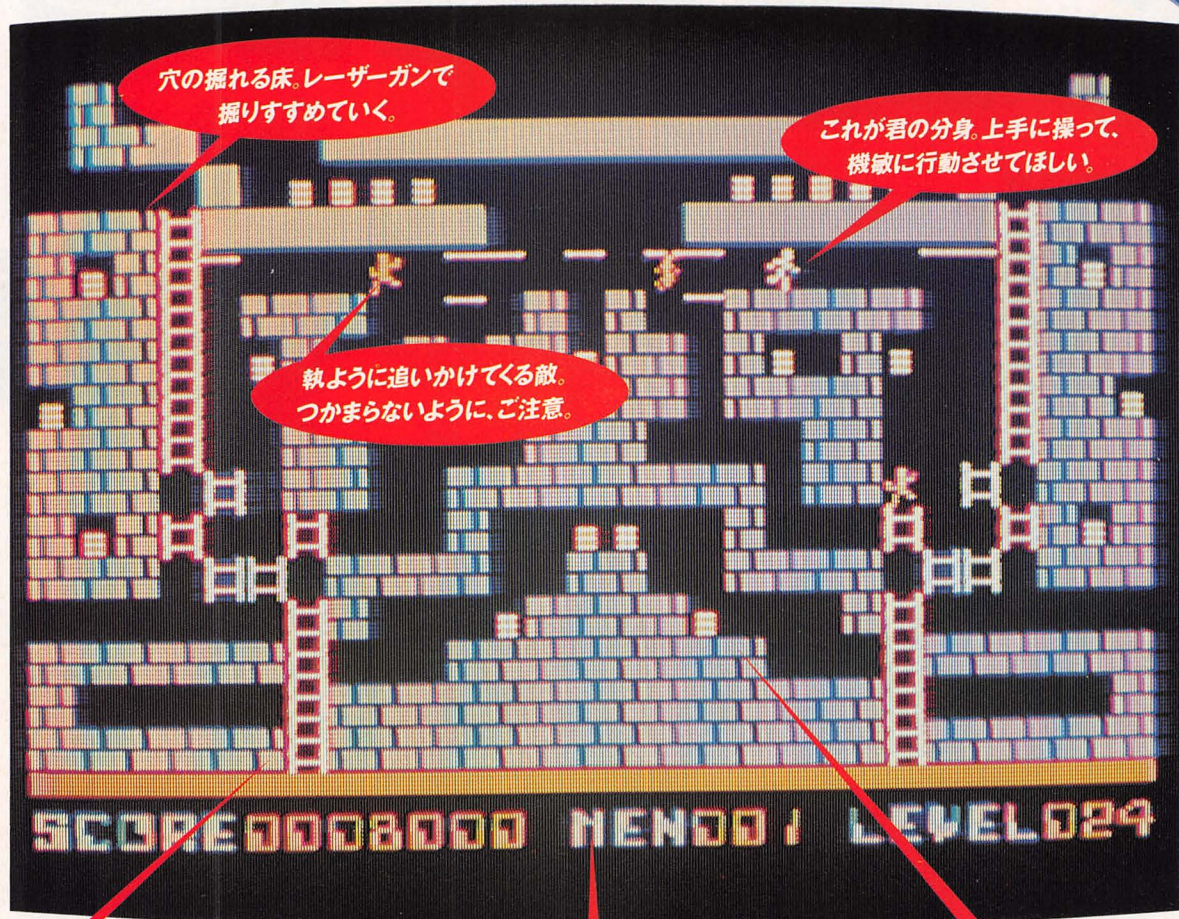 穴の掘れる床。レーザーガンで
掘りすすめていく。
これが君の分身。上手に操って、
機敏に行動させてほしい。
執ように追いかけてくる敵。
つかまらないように、ご注意。
SCORE0008000 MEN001 LEVEL024